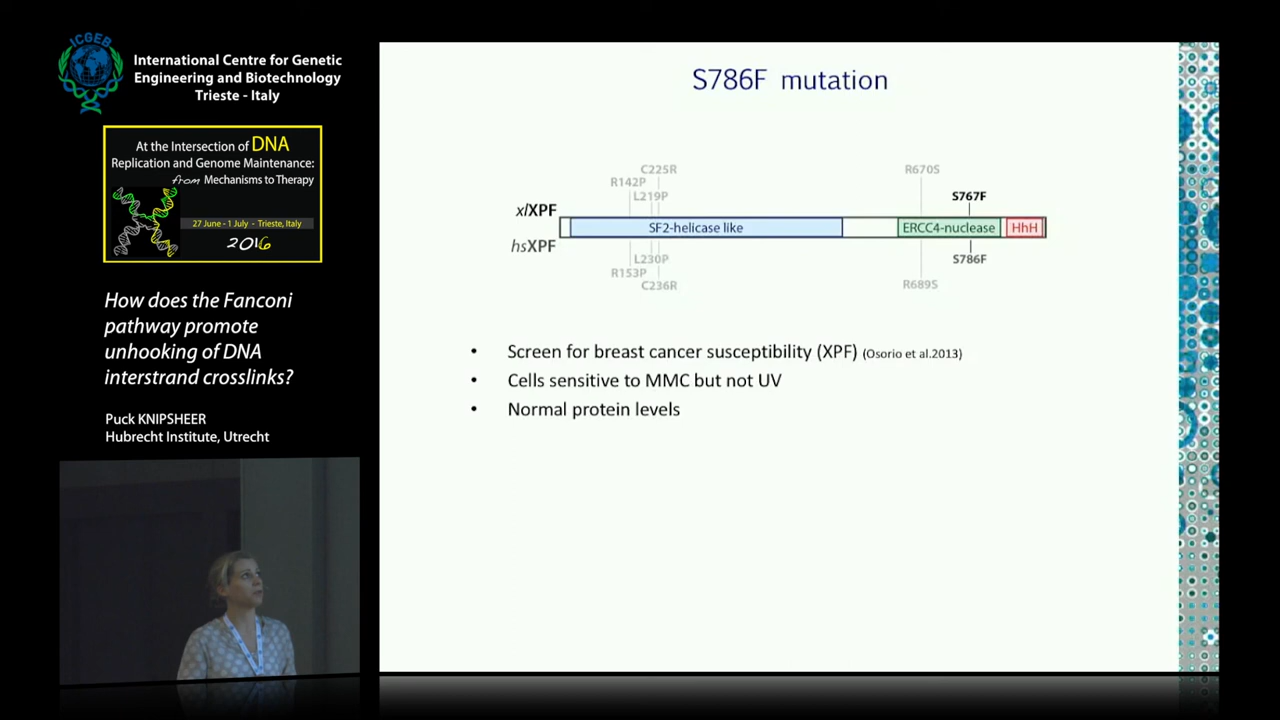 ICGEB
International Centre for Genetic
Engineering and Biotechnology
Trieste - Italy
At the Intersection of DNA
Replication and Genome Maintenance:
from Mechanisms to Therapy
27 June - 1 July - Trieste, Italy
2016
How does the Fanconi
pathway promote
unhooking of DNA
interstrand crosslinks?
Puck KNIPSHEER
Hubrecht Institute, Utrecht
S786F mutation
C225R
R670S
R142P
L219P
S767F
xlXPF
SF2-helicase like
ERCC4-nuclease
HhH
hsXPF
L230P
S786F
R153P
C236R
R689S
• Screen for breast cancer susceptibility (XPF) (Osorio et al.2013)
• Cells sensitive to MMC but not UV
• Normal protein levels